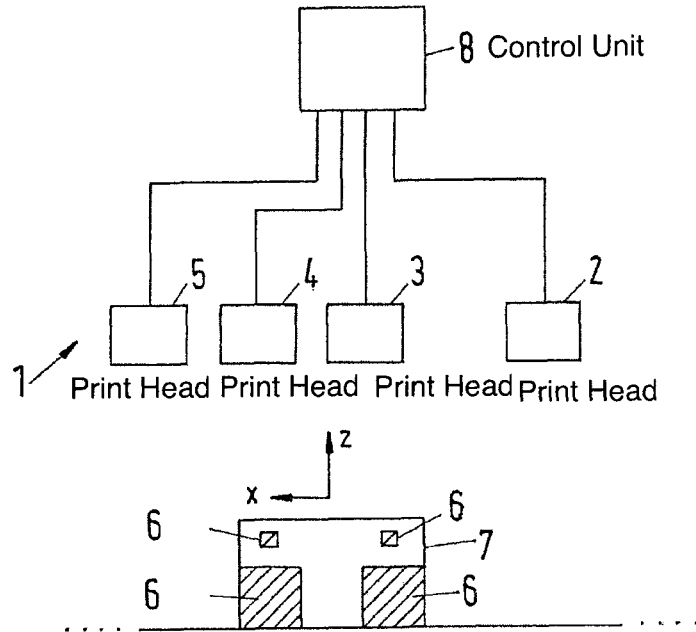 8 Control Unit
5 4 3 2
1
Print Head Print Head Print Head Print Head
z
x
6 6
7
6 6